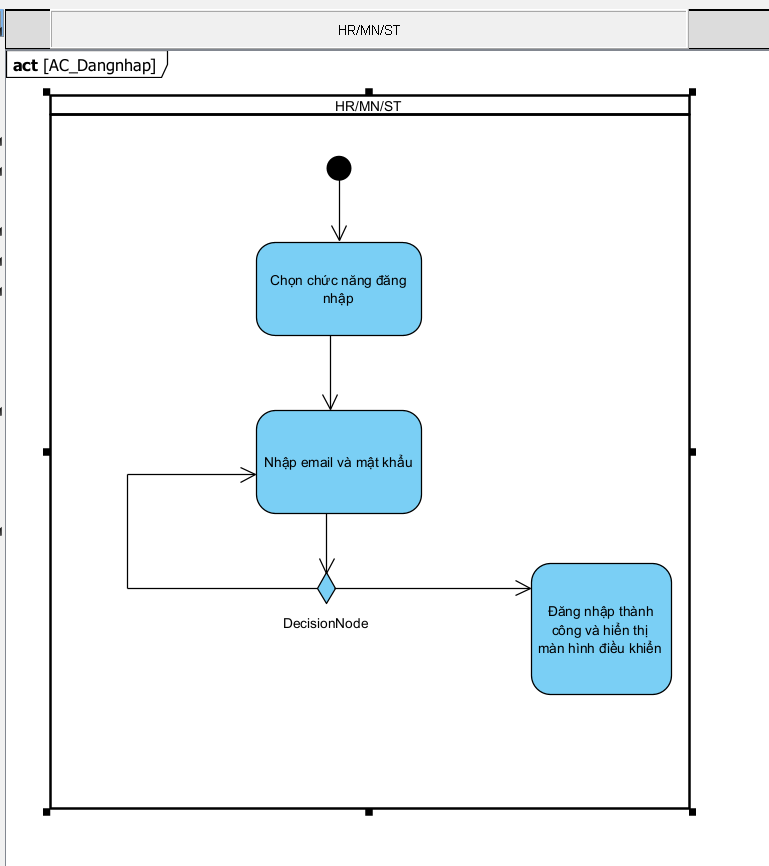 HR/MN/ST
act [AC_Dangnhap]
HR/MN/ST
Chọn chức năng đăng
nhập
Nhập email và mật khẩu
DecisionNode
Đăng nhập thành
công và hiển thị
màn hình điều khiển